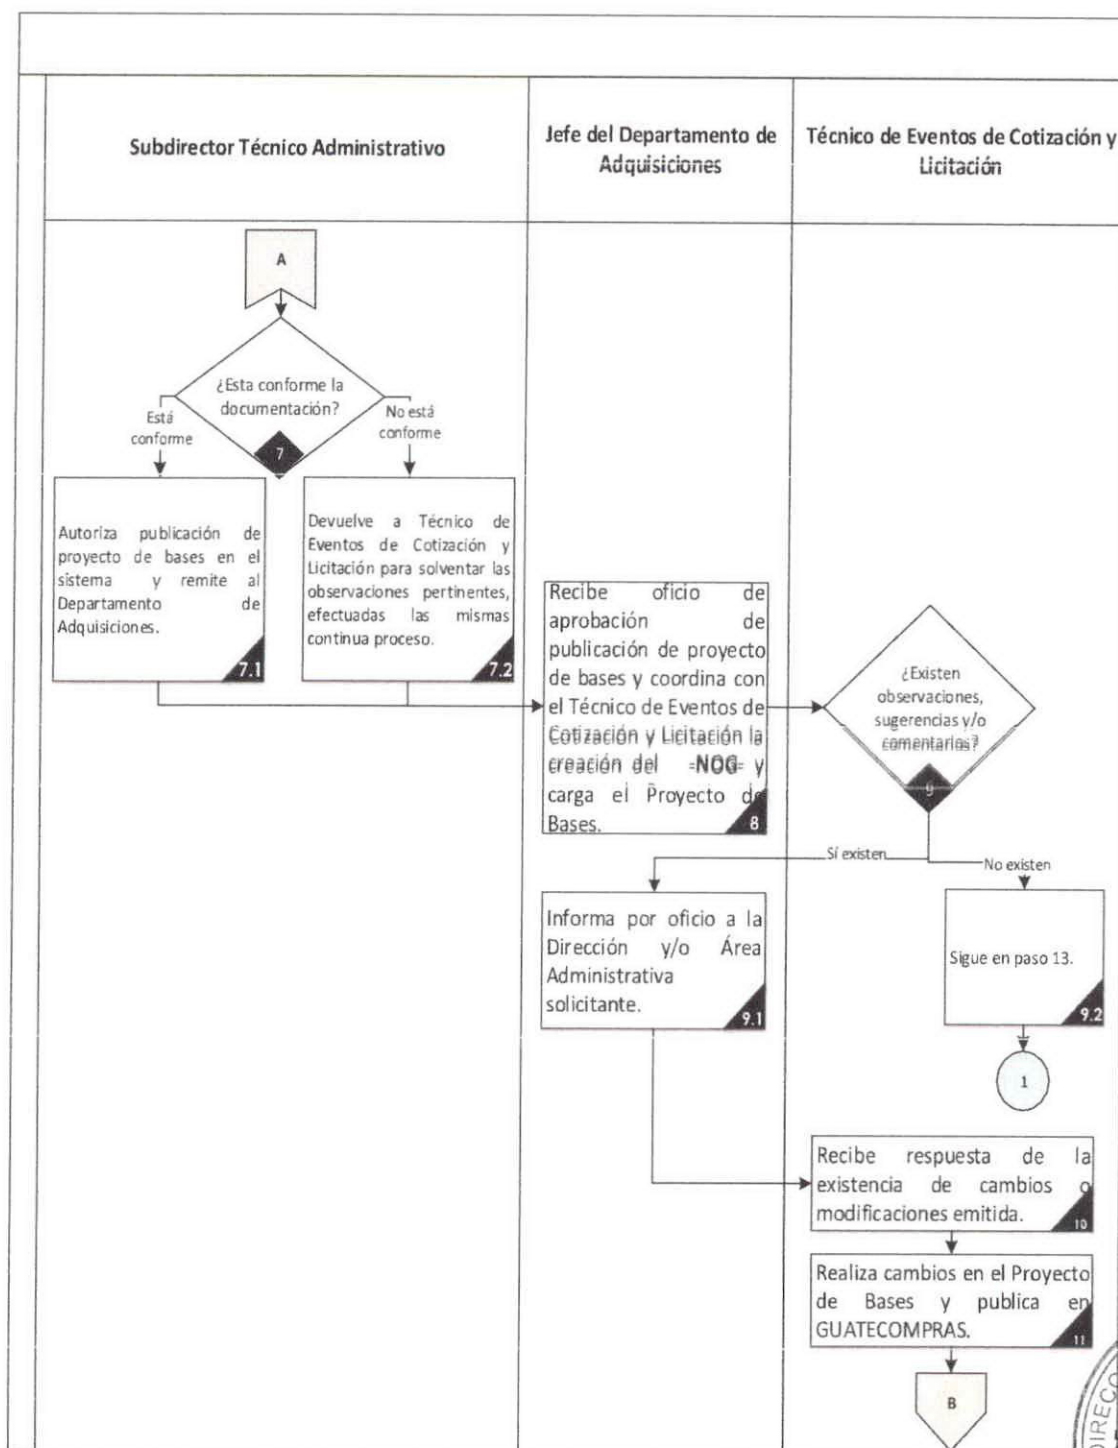 Subdirector Técnico Administrativo
Jefe del Departamento de
Adquisiciones
Técnico de Eventos de Cotización y
Licitación
A
¿Esta conforme la
documentación?
7
Está
conforme
No está
conforme
Autoriza publicación de
proyecto de bases en el
sistema y remite al
Departamento de
Adquisiciones.
7.1
Devuelve a Técnico de
Eventos de Cotización y
Licitación para solventar las
observaciones pertinentes,
efectuadas las mismas
continua proceso.
7.2
Recibe oficio de
aprobación de
publicación de proyecto
de bases y coordina con
el Técnico de Eventos de
Cotización y Licitación la
creación del -NOG- y
carga el Proyecto de
Bases.
8
¿Existen
observaciones,
sugerencias y/o
comentarios?
9
Sí existen
No existen
Informa por oficio a la
Dirección y/o Área
Administrativa
solicitante.
9.1
Sigue en paso 13.
9.2
1
Recibe respuesta de la
existencia de cambios o
modificaciones emitida.
10
Realiza cambios en el Proyecto
de Bases y publica en
GUATECOMPRAS.
11
B